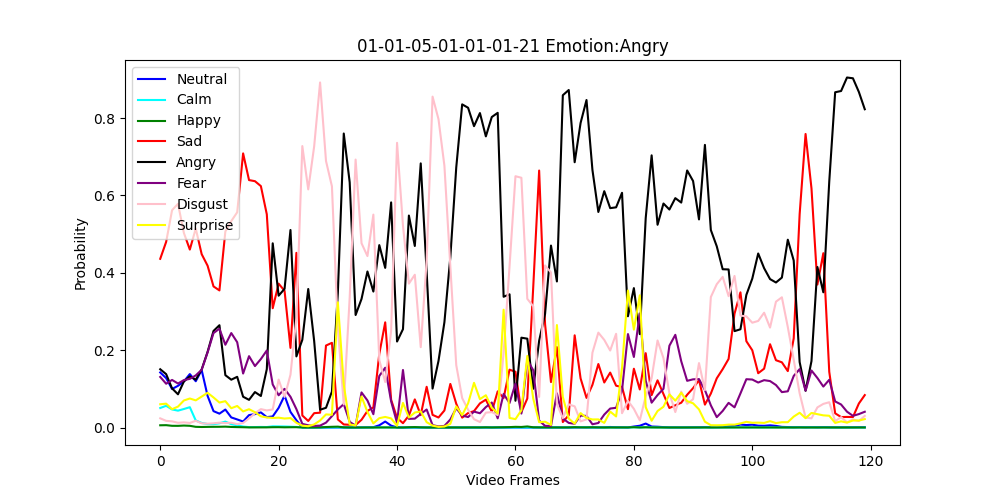 01-01-05-01-01-01-21 Emotion:Angry
Neutral
Calm
Happy
Sad
Angry
Fear
Disgust
Surprise
Probability
0.8
0.6
0.4
0.2
0.0
0 20 40 60 80 100 120
Video Frames